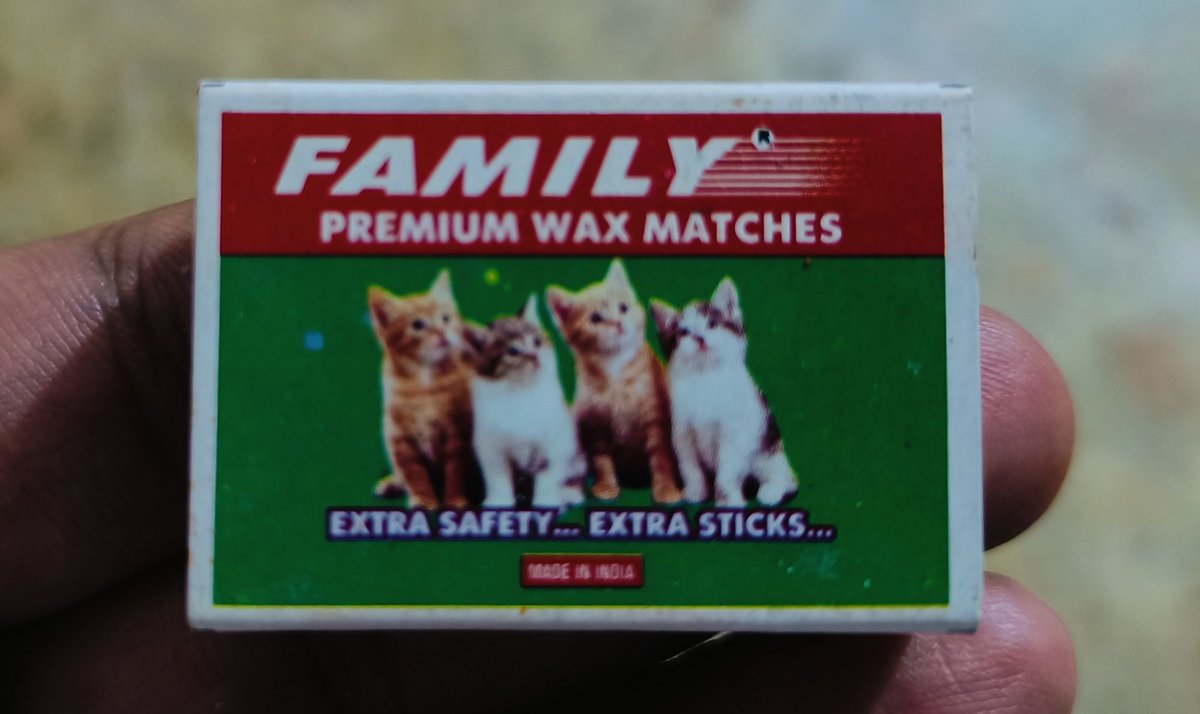 FAMILY
PREMIUM WAX MATCHES
EXTRA SAFETY... EXTRA STICKS...
MADE IN INDIA